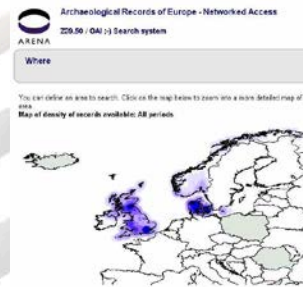 Archaeological Records of Europe - Networked Access
Z39.50 / OAI :-) Search system
ARENA
Where
You can define an area to search. Click on the map below to zoom into a more detailed map of
area.
Map of density of records available: All periods